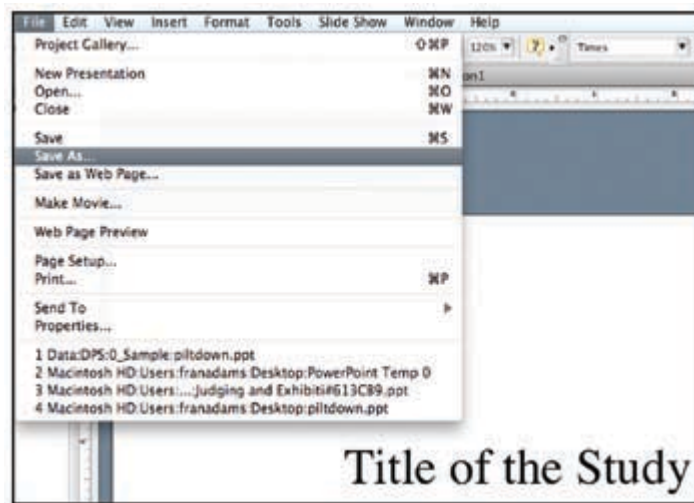 File Edit View Insert Format Tools Slide Show Window Help
Project Gallery... ⇧⌘P
120% Times
New Presentation ⌘N
on1
Open... ⌘O
Close ⌘W
Save ⌘S
Save As...
Save as Web Page...
Make Movie...
Web Page Preview
Page Setup...
Print... ⌘P
Send To
Properties...
1 Data:DPS:0_Sample:piltdown.ppt
2 Macintosh HD:Users:franadams:Desktop:PowerPoint Temp 0
3 Macintosh HD:Users:...:Judging and Exhibiti#613C89.ppt
4 Macintosh HD:Users:franadams:Desktop:piltdown.ppt
Title of the Study